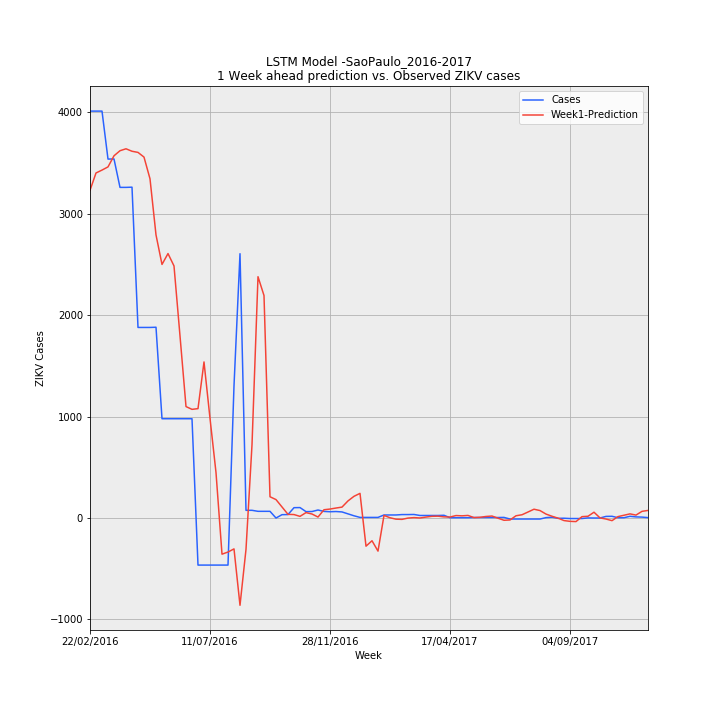 LSTM Model -SaoPaulo_2016-2017
1 Week ahead prediction vs. Observed ZIKV cases
Cases
Week1-Prediction
4000
3000
2000
1000
0
−1000
ZIKV Cases
22/02/2016
11/07/2016
28/11/2016
17/04/2017
04/09/2017
Week